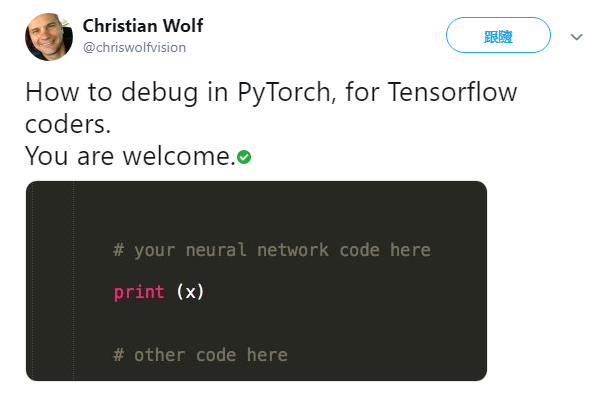 Christian Wolf
@chriswolfvision
跟隨
How to debug in PyTorch, for Tensorflow
coders.
You are welcome.
# your neural network code here
print (x)
# other code here